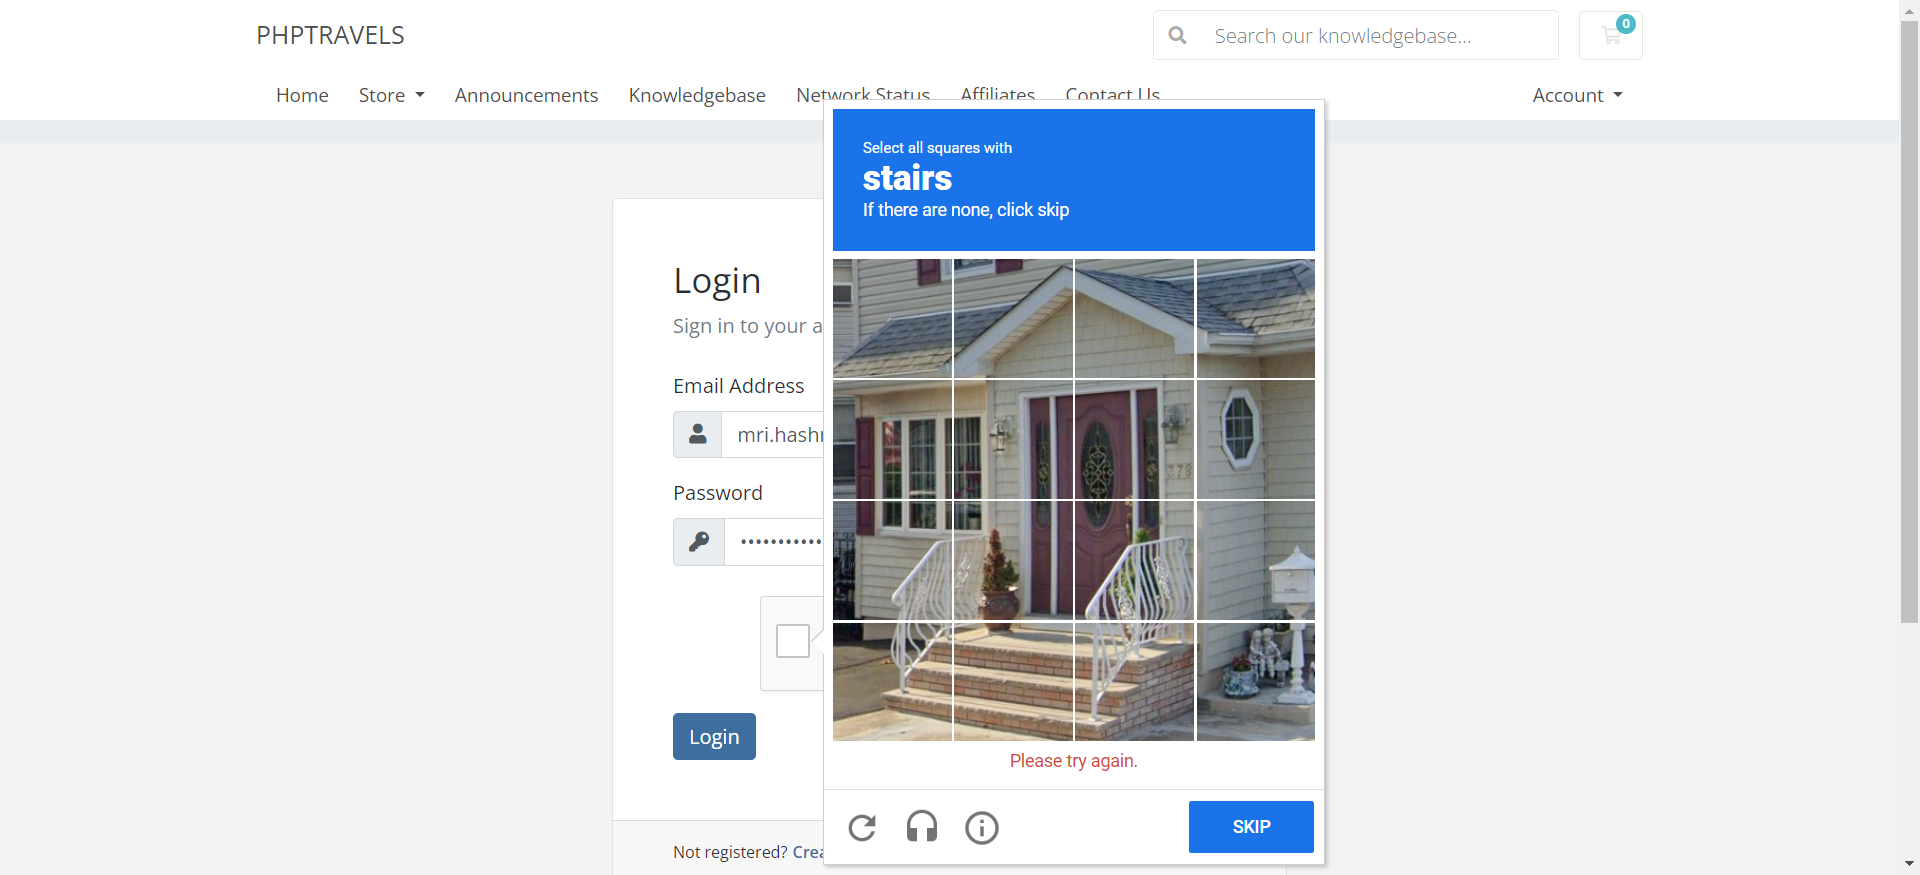 PHPTRAVELS
Search our knowledgebase...
0
Home
Store
Announcements
Knowledgebase
Network Status
Affiliates
Contact Us
Account
Select all squares with
stairs
If there are none, click skip
Login
Sign in to your a
Email Address
mri.hash
Password
378
Login
Please try again.
Not registered? Crea
SKIP